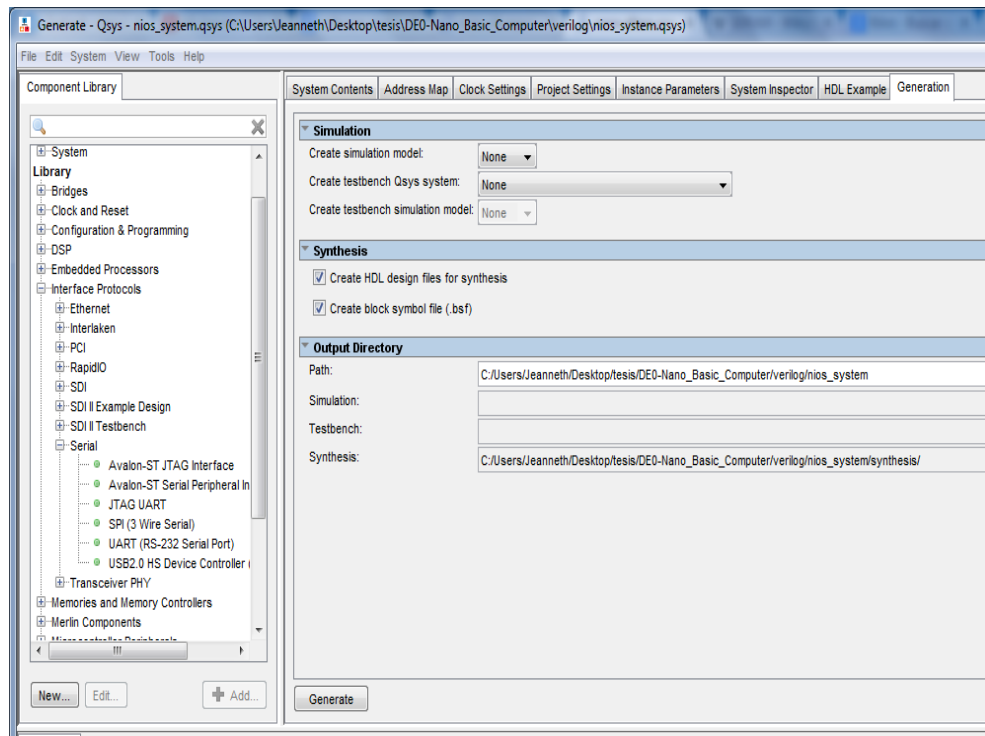 Generate - Qsys - nios_system.qsys (C:\Users\Jeanneth\Desktop\tesis\DE0-Nano_Basic_Computer\verilog\nios_system.qsys)
File Edit System View Tools Help
Component Library
System
Library
Bridges
Clock and Reset
Configuration & Programming
DSP
Embedded Processors
Interface Protocols
Ethernet
Interlaken
PCI
RapidIO
SDI
SDI II Example Design
SDI II Testbench
Serial
Avalon-ST JTAG Interface
Avalon-ST Serial Peripheral In
JTAG UART
SPI (3 Wire Serial)
UART (RS-232 Serial Port)
USB2.0 HS Device Controller (
Transceiver PHY
Memories and Memory Controllers
Merlin Components
New... Edit... Add...
System Contents Address Map Clock Settings Project Settings Instance Parameters System Inspector HDL Example Generation
Simulation
Create simulation model: None
Create testbench Qsys system: None
Create testbench simulation model: None
Synthesis
Create HDL design files for synthesis
Create block symbol file (.bsf)
Output Directory
Path: C:/Users/Jeanneth/Desktop/tesis/DE0-Nano_Basic_Computer/verilog/nios_system
Simulation:
Testbench:
Synthesis: C:/Users/Jeanneth/Desktop/tesis/DE0-Nano_Basic_Computer/verilog/nios_system/synthesis/
Generate